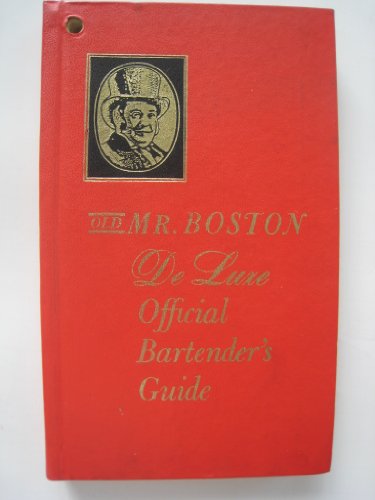 OLD MR. BOSTON
De Luxe
Official
Bartender's
Guide